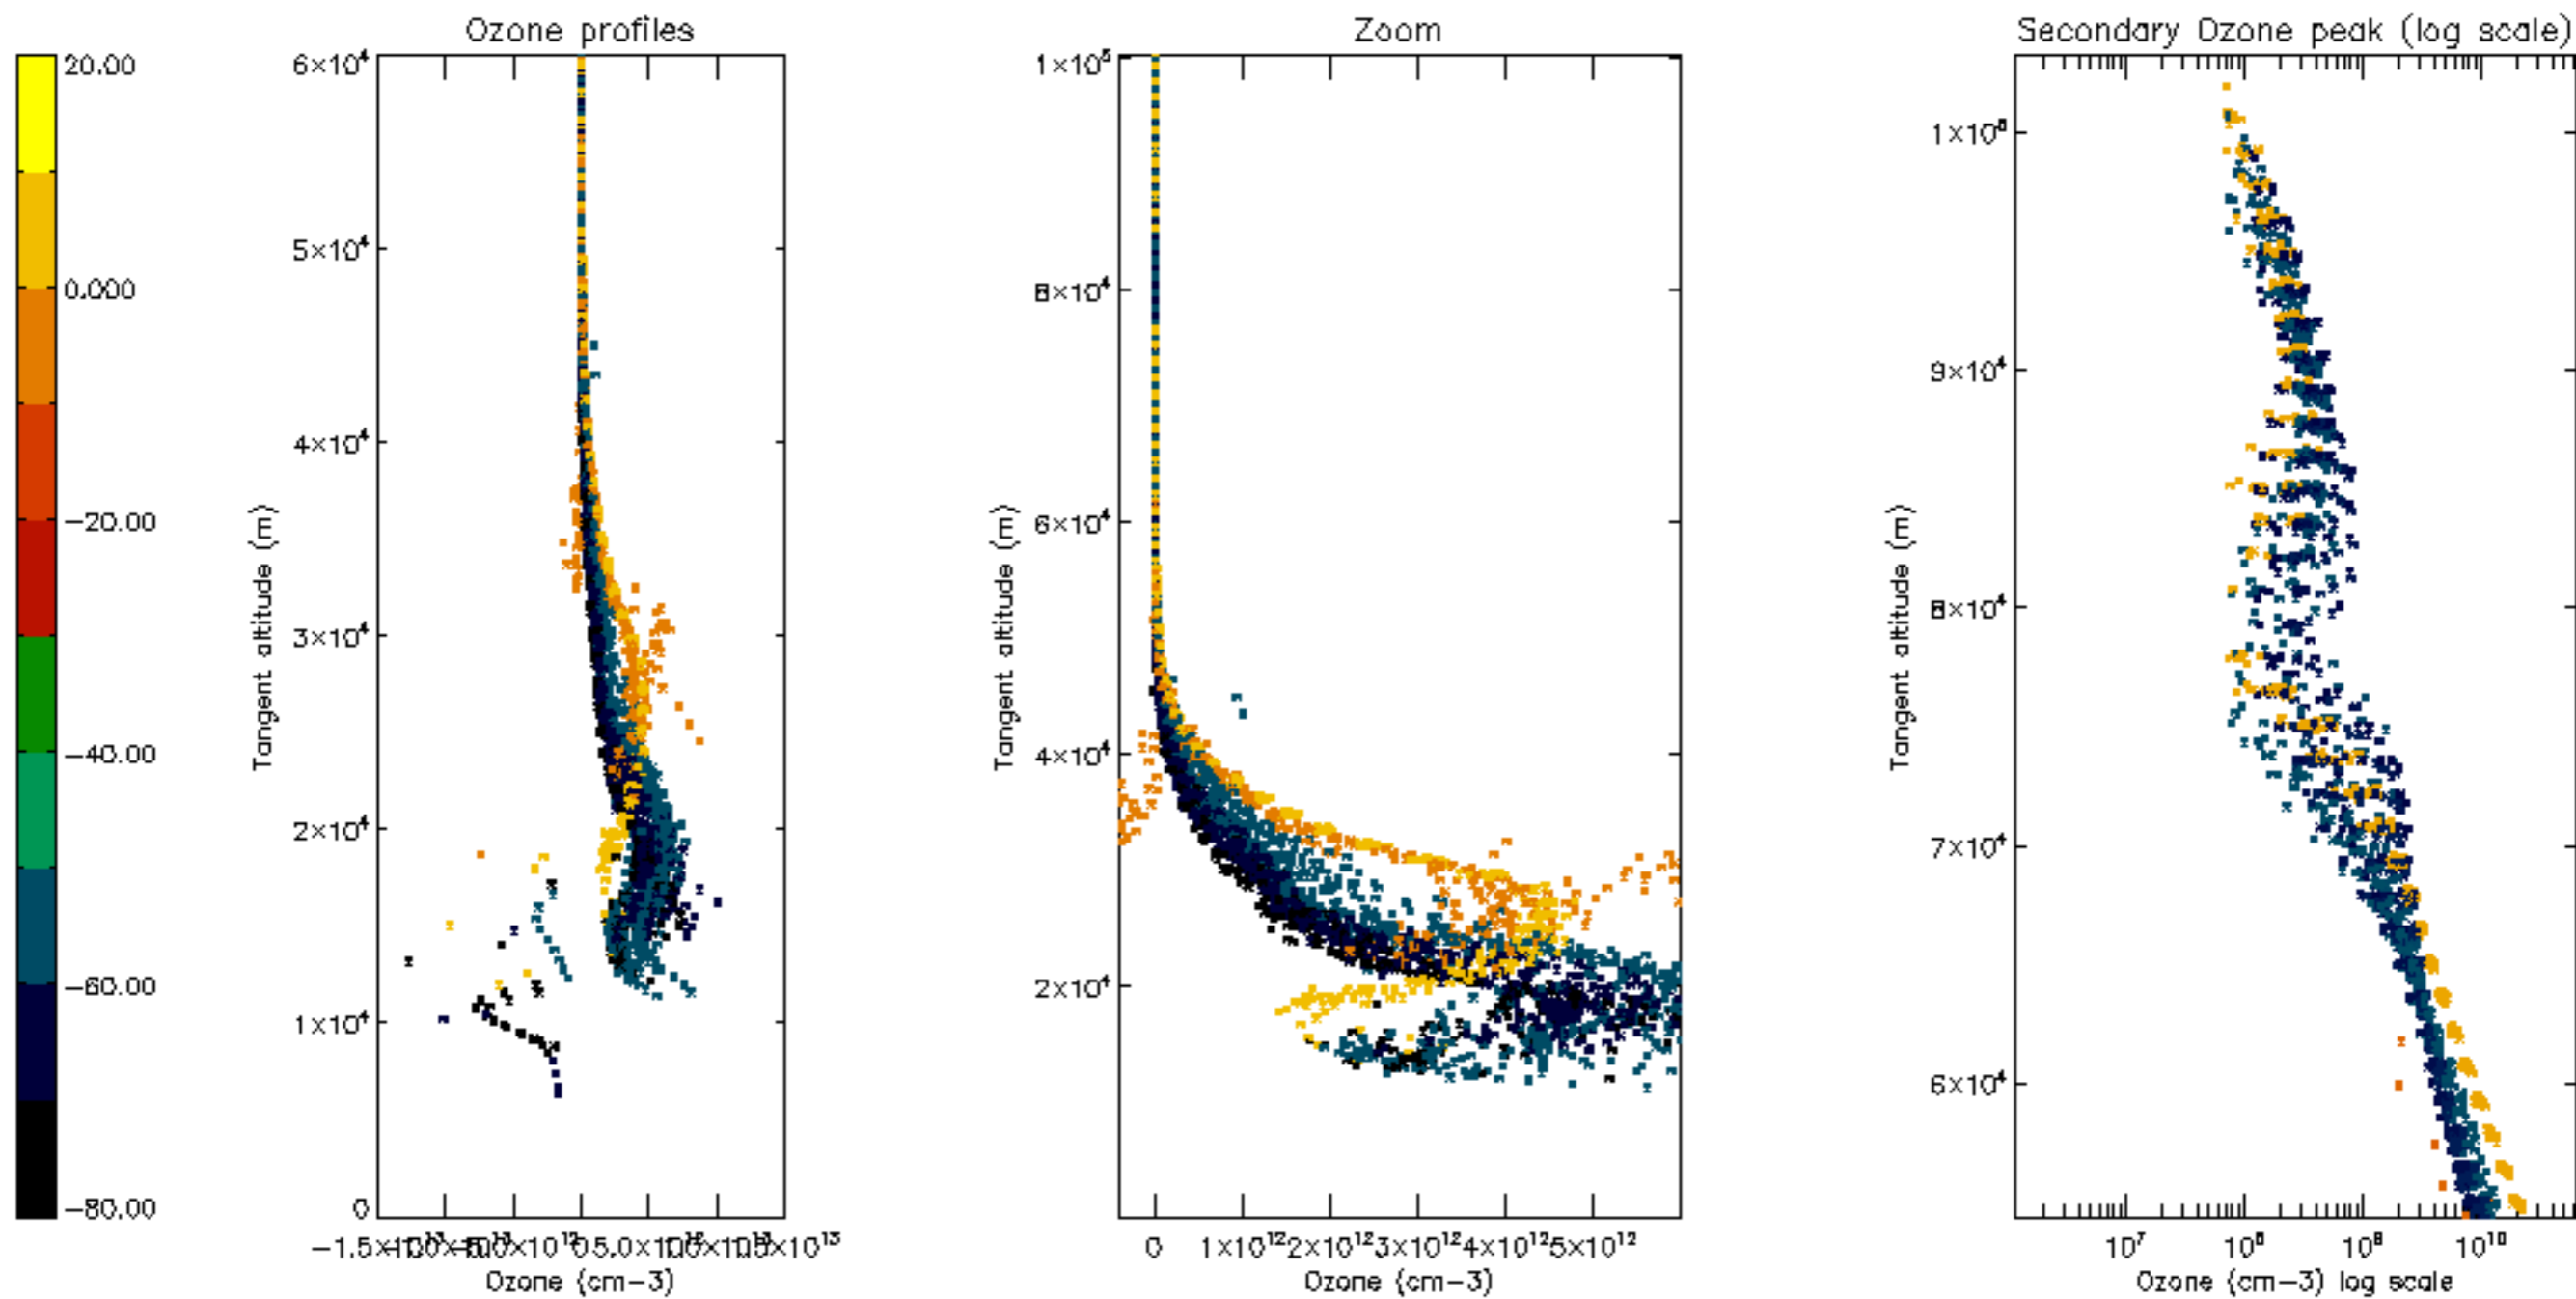 Ozone profiles
Zoom
Secondary Ozone peak (log scale)
20.00
0.000
−20.00
−40.00
−60.00
−80.00
6×10⁴
5×10⁴
4×10⁴
3×10⁴
2×10⁴
1×10⁴
0
Tangent altitude (m)
Ozone (cm−3)
1×10⁵
8×10⁴
6×10⁴
4×10⁴
2×10⁴
Tangent altitude (m)
0 1×10¹² 2×10¹² 3×10¹² 4×10¹² 5×10¹²
Ozone (cm−3)
9×10⁴
8×10⁴
7×10⁴
6×10⁴
Tangent altitude (m)
10⁷ 10⁸ 10⁹ 10¹⁰
Ozone (cm−3) log scale